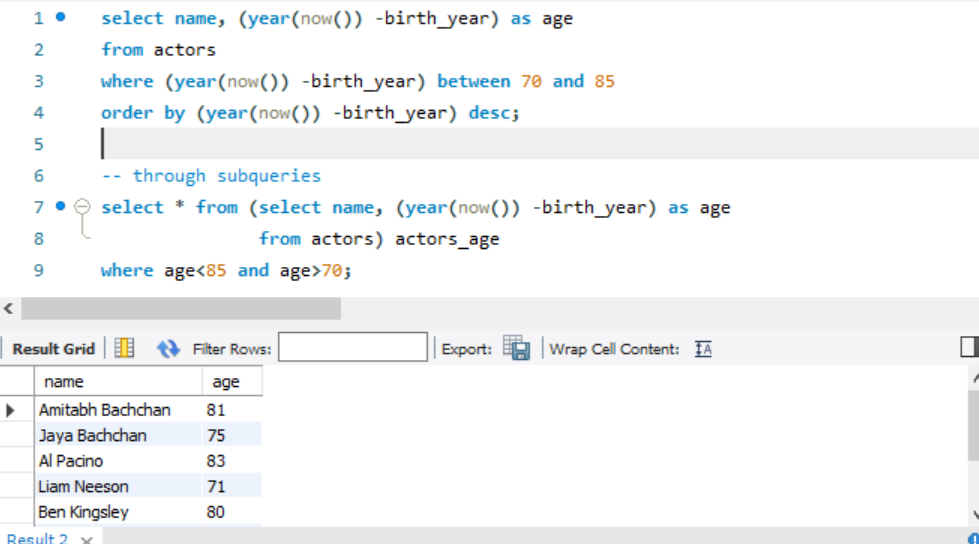 1 select name, (year(now()) -birth_year) as age
2 from actors
3 where (year(now()) -birth_year) between 70 and 85
4 order by (year(now()) -birth_year) desc;
5
6 -- through subqueries
7 select * from (select name, (year(now()) -birth_year) as age
8 from actors) actors_age
9 where age<85 and age>70;
Result Grid Filter Rows: Export: Wrap Cell Content: IA
name age
Amitabh Bachchan 81
Jaya Bachchan 75
Al Pacino 83
Liam Neeson 71
Ben Kingsley 80
Result 2 ×